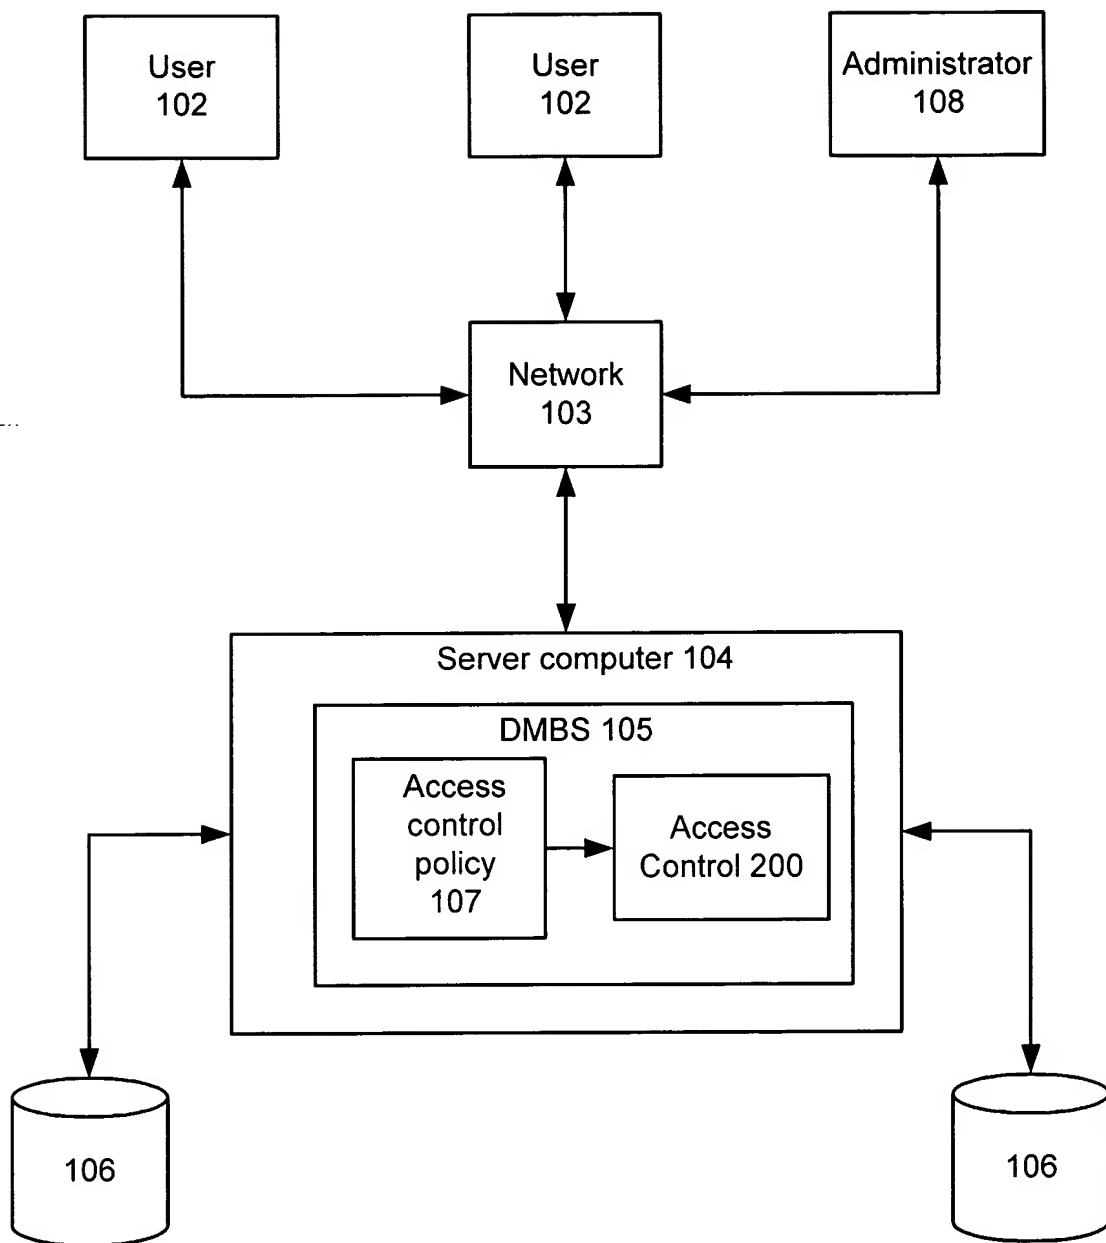 User
102
User
102
Administrator
108
Network
103
Server computer 104
DMBS 105
Access
control
policy
107
Access
Control 200
106
106